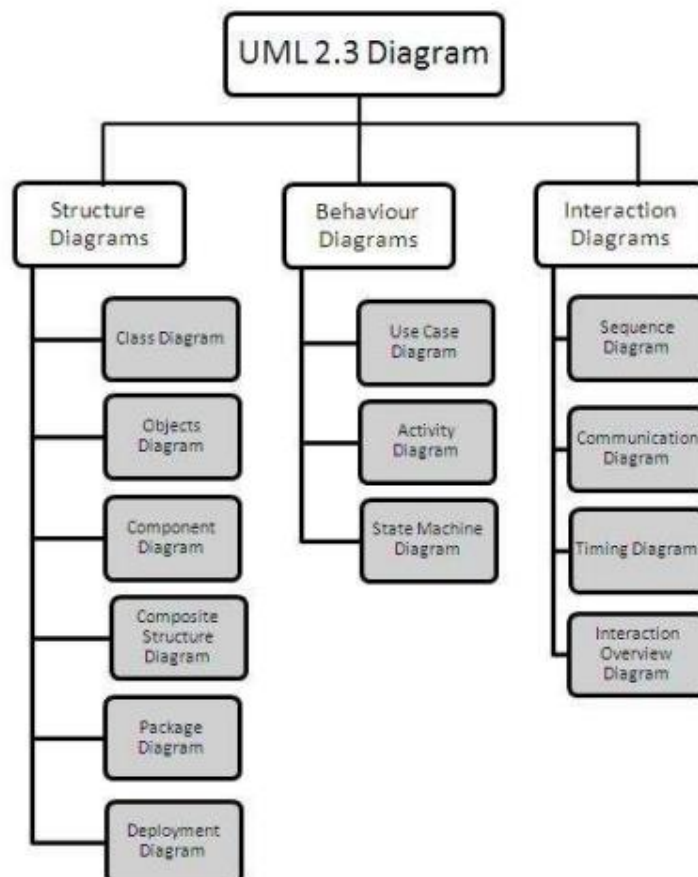 UML 2.3 Diagram
Structure
Diagrams
Class Diagram
Objects
Diagram
Component
Diagram
Composite
Structure
Diagram
Package
Diagram
Deployment
Diagram
Behaviour
Diagrams
Use Case
Diagram
Activity
Diagram
State Machine
Diagram
Interaction
Diagrams
Sequence
Diagram
Communication
Diagram
Timing Diagram
Interaction
Overview
Diagram